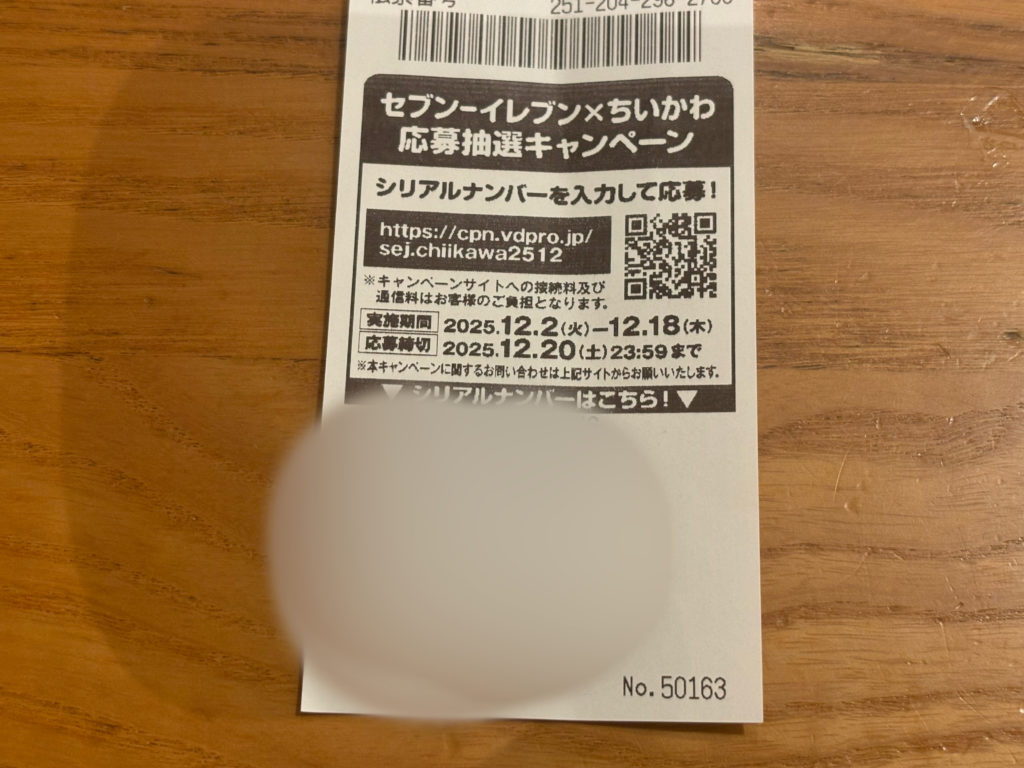 セブン-イレブン×ちいかわ
応募抽選キャンペーン
シリアルナンバーを入力して応募!
https://cpn.vdpro.jp/
sej.chiikawa2512
※キャンペーンサイトへの接続料及び
通信料はお客様のご負担となります。
実施期間 2025.12.2(火)–12.18(木)
応募締切 2025.12.20(土)23:59まで
※本キャンペーンに関するお問い合わせは上記サイトからお願いいたします。
▼ シリアルナンバーはこちら! ▼
No.50163